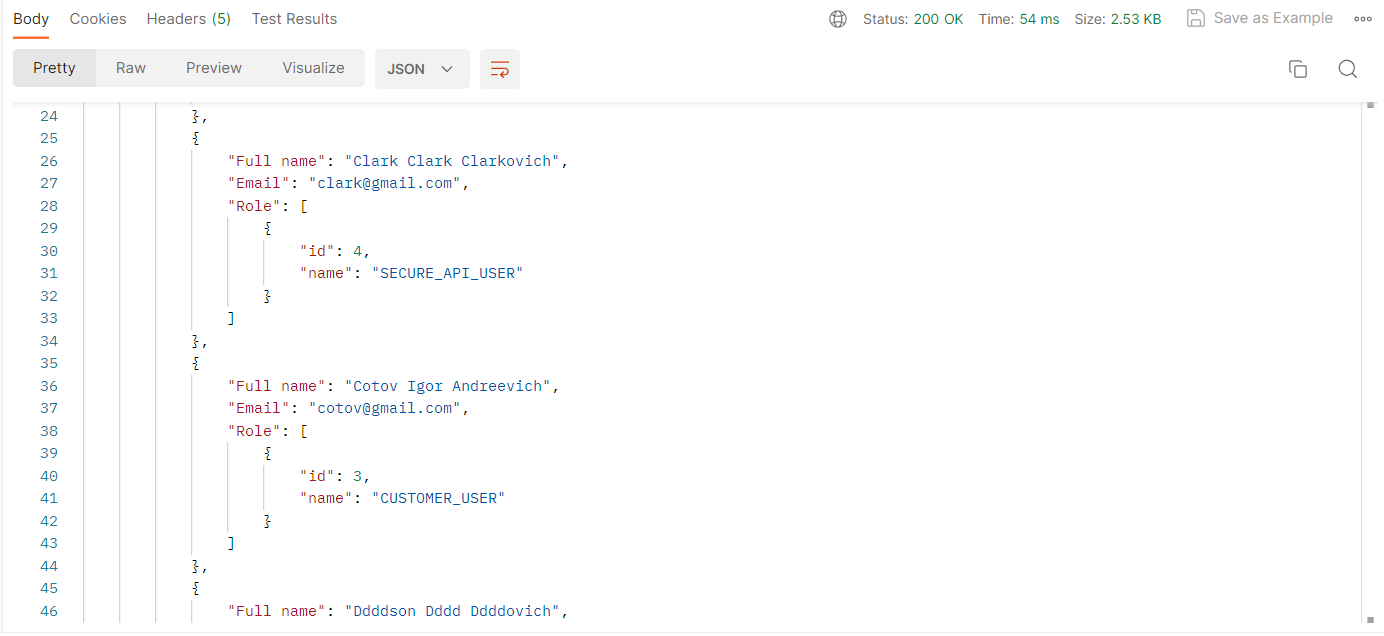 Body Cookies Headers (5) Test Results Status: 200 OK Time: 54 ms Size: 2.53 KB Save as Example
Pretty Raw Preview Visualize JSON
24 },
25 {
26 "Full name": "Clark Clark Clarkovich",
27 "Email": "clark@gmail.com",
28 "Role": [
29 {
30 "id": 4,
31 "name": "SECURE_API_USER"
32 }
33 ]
34 },
35 {
36 "Full name": "Cotov Igor Andreevich",
37 "Email": "cotov@gmail.com",
38 "Role": [
39 {
40 "id": 3,
41 "name": "CUSTOMER_USER"
42 }
43 ]
44 },
45 {
46 "Full name": "Ddddson Dddd Ddddovich",